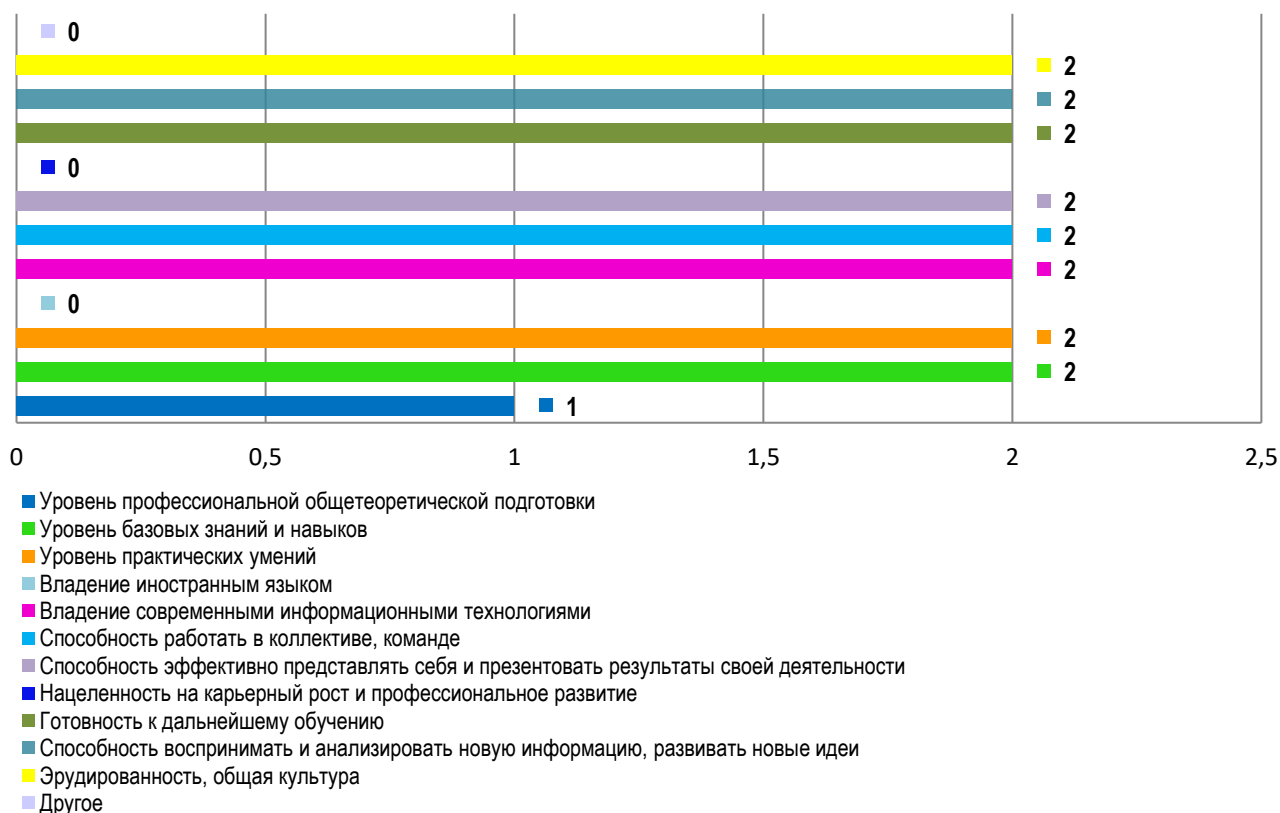 0
2
2
2
0
2
2
2
0
2
2
1
0 0,5 1 1,5 2 2,5
Уровень профессиональной общетеоретической подготовки
Уровень базовых знаний и навыков
Уровень практических умений
Владение иностранным языком
Владение современными информационными технологиями
Способность работать в коллективе, команде
Способность эффективно представлять себя и презентовать результаты своей деятельности
Нацеленность на карьерный рост и профессиональное развитие
Готовность к дальнейшему обучению
Способность воспринимать и анализировать новую информацию, развивать новые идеи
Эрудированность, общая культура
Другое